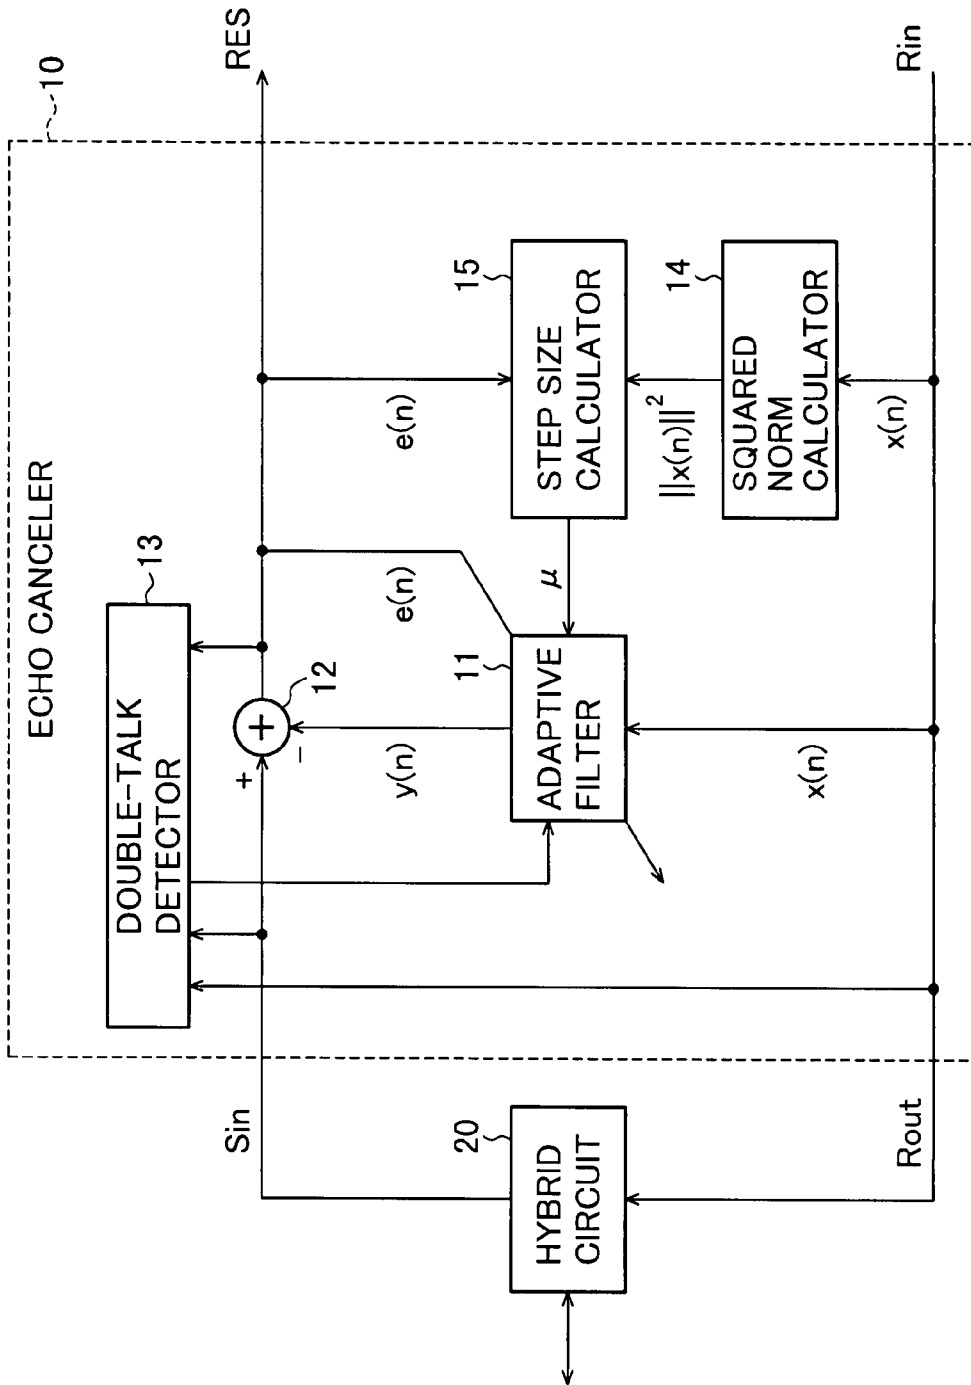 ECHO CANCELER
10
DOUBLE-TALK
DETECTOR
13
Sin
+
+
12
−
RES
y(n)
e(n)
e(n)
20
HYBRID
CIRCUIT
11
ADAPTIVE
FILTER
μ
15
STEP SIZE
CALCULATOR
||x(n)||²
14
SQUARED
NORM
CALCULATOR
x(n)
x(n)
Rout
Rin